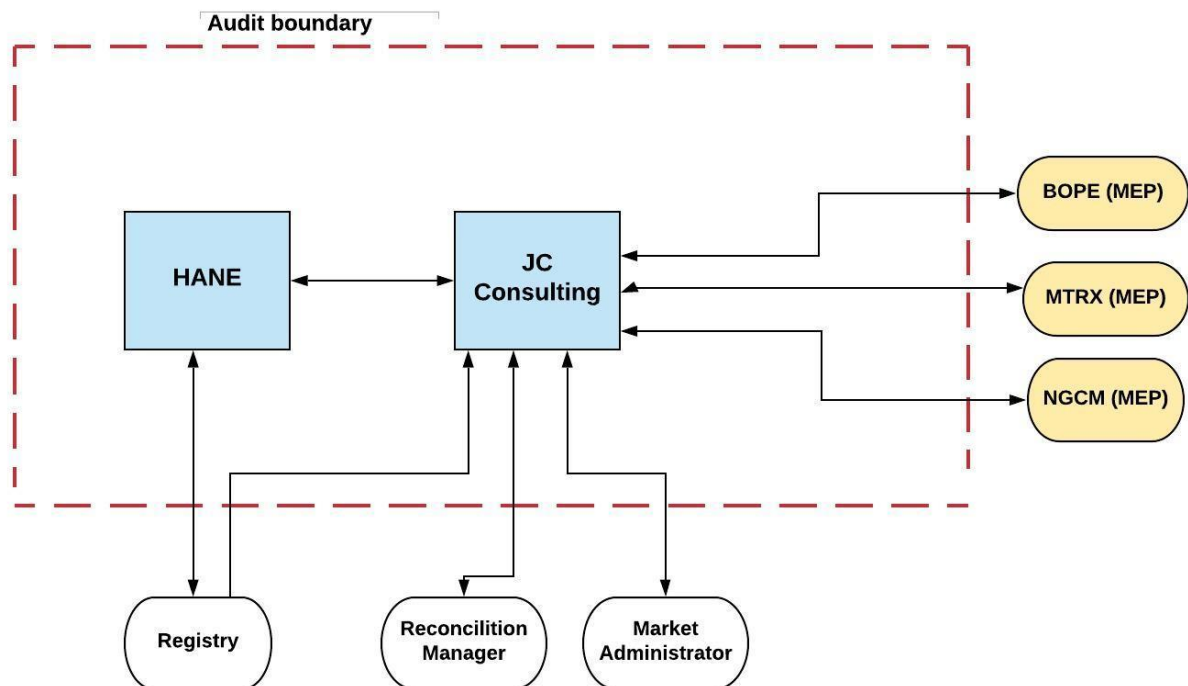 Audit boundary
BOPE (MEP)
HANE
JC
Consulting
MTRX (MEP)
NGCM (MEP)
Registry
Reconcilition
Manager
Market
Administrator